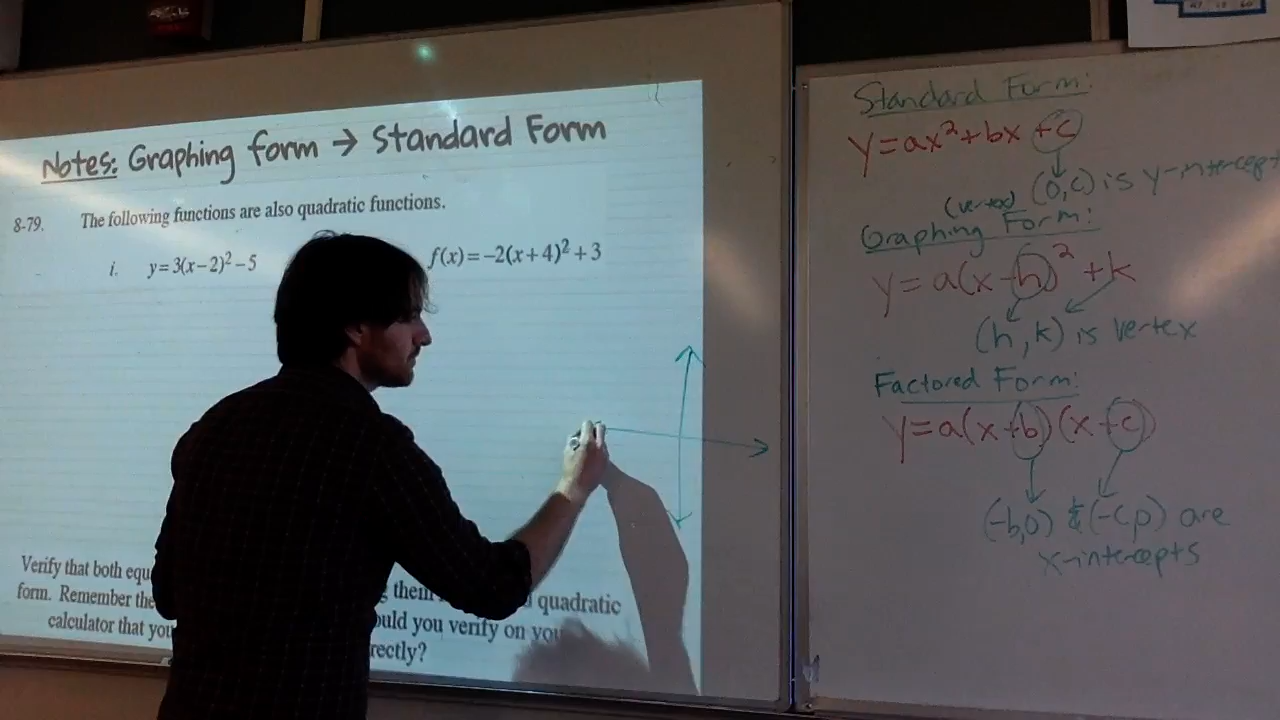 Notes: Graphing form → Standard Form
8-79. The following functions are also quadratic functions.
i. y=3(x−2)²−5 f(x)=−2(x+4)²+3
Verify that both equ
them quadratic
form. Remember the
ould you verify on you
calculator that you
rectly?
Standard Form:
y=ax²+bx+c
(0,c) is y-intercept
(vertex)
Graphing Form:
y=a(x-h)²+k
(h,k) is vertex
Factored Form:
y=a(x+b)(x+c)
(-b,0) & (-c,0) are
x-intercepts